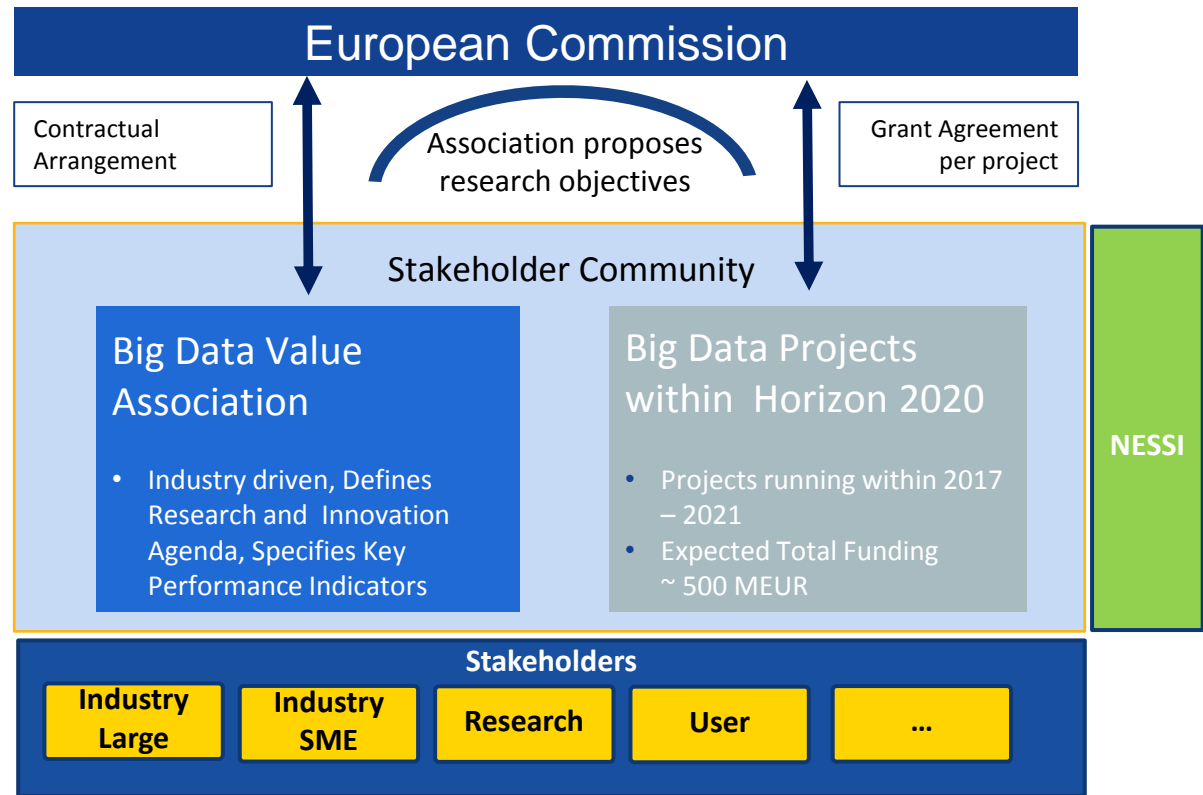 European Commission
Contractual
Arrangement
Association proposes
research objectives
Grant Agreement
per project
Stakeholder Community
Big Data Value
Association
• Industry driven, Defines
Research and Innovation
Agenda, Specifies Key
Performance Indicators
Big Data Projects
within Horizon 2020
• Projects running within 2017
– 2021
• Expected Total Funding
~ 500 MEUR
NESSI
Stakeholders
Industry
Large
Industry
SME
Research
User
...